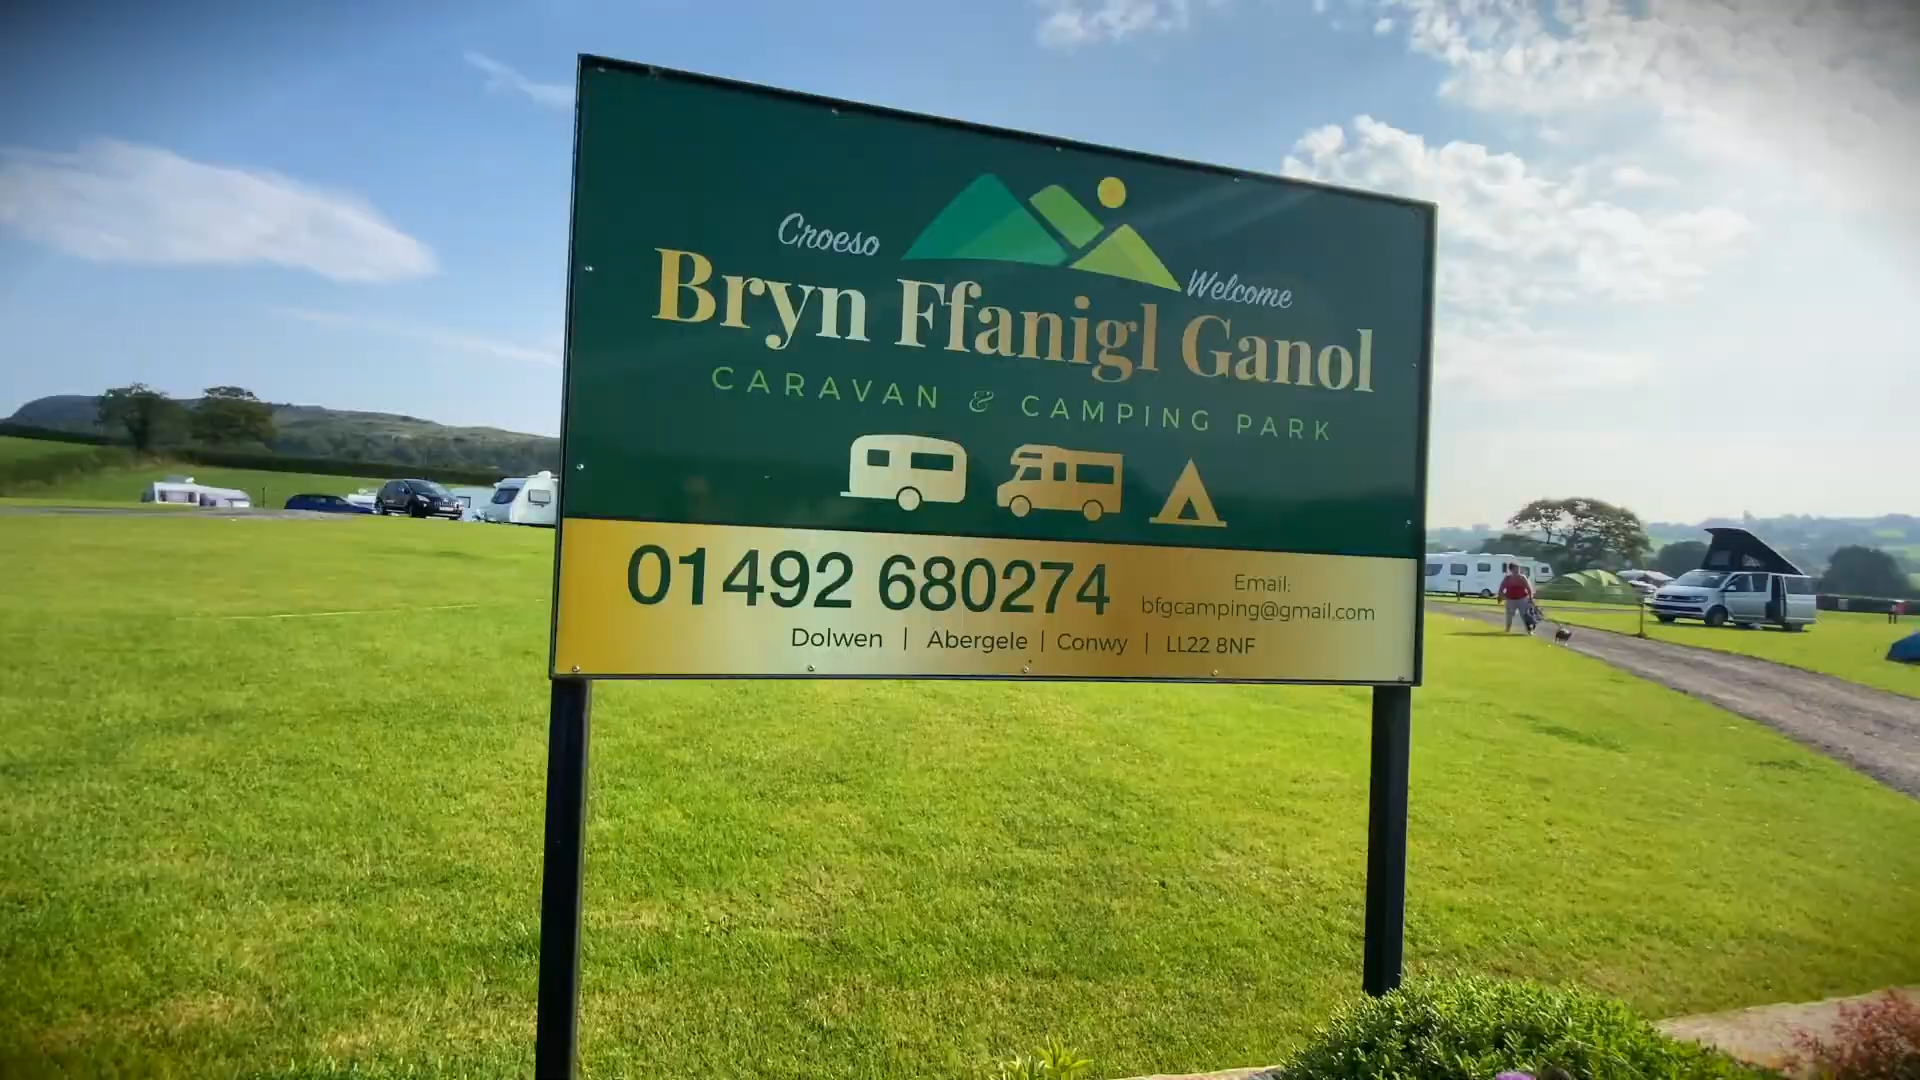 Croeso
Welcome
Bryn Ffanigl Ganol
CARAVAN & CAMPING PARK
01492 680274
Email:
bfgcamping@gmail.com
Dolwen | Abergele | Conwy | LL22 8NF